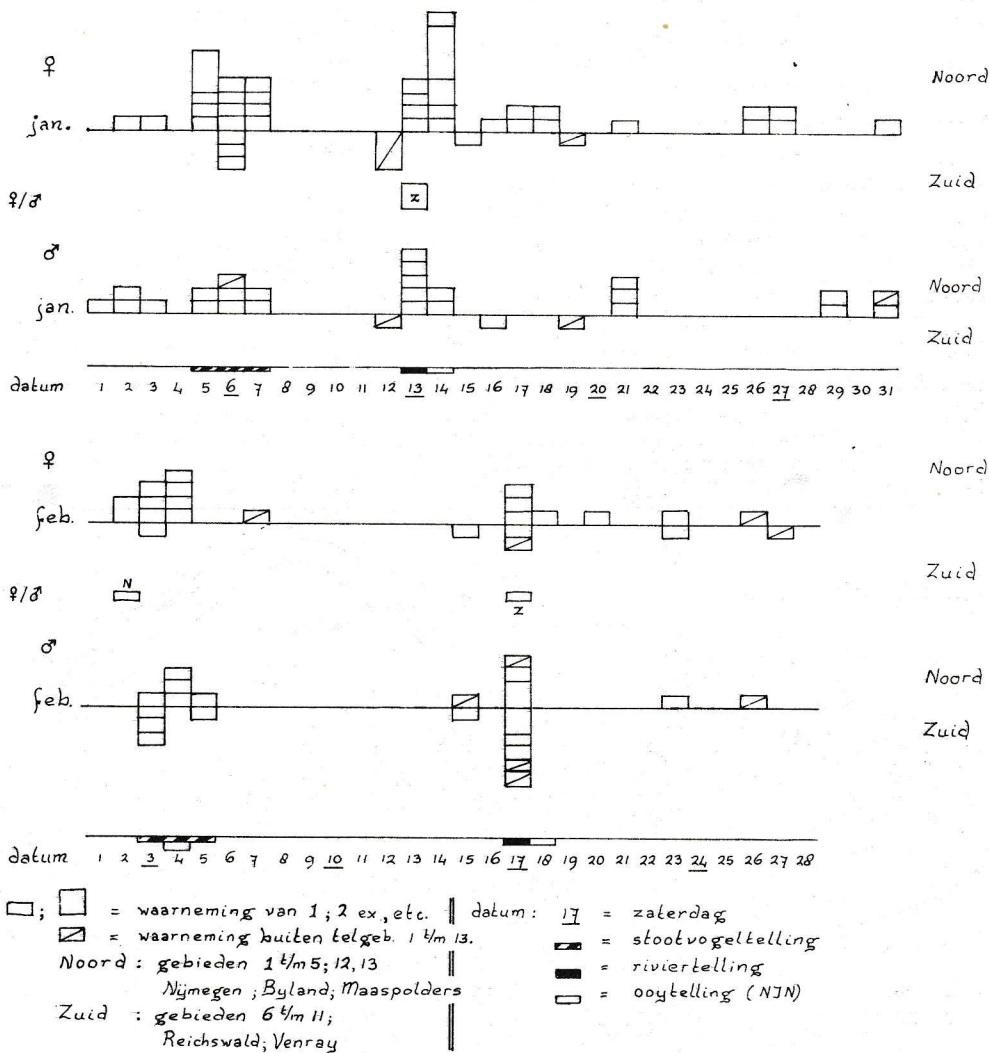 ♀ Noord
jan.
Zuid
♀/♂ z
♂
jan. Noord
Zuid
datum 1 2 3 4 5 6 7 8 9 10 11 12 13 14 15 16 17 18 19 20 21 22 23 24 25 26 27 28 29 30 31
♀ Noord
feb.
Zuid
♀/♂ N z
♂
feb. Noord
Zuid
datum 1 2 3 4 5 6 7 8 9 10 11 12 13 14 15 16 17 18 19 20 21 22 23 24 25 26 27 28
; = waarneming van 1; 2 ex., etc.
= waarneming buiten telgeb. 1 t/m 13.
Noord : gebieden 1 t/m 5; 12, 13
Nijmegen ; Byland; Maaspolders
Zuid : gebieden 6 t/m 11;
Reichswald; Venray
datum : 17 = zaterdag
= stootvogeltelling
= riviertelling
= ooytelling (NJN)